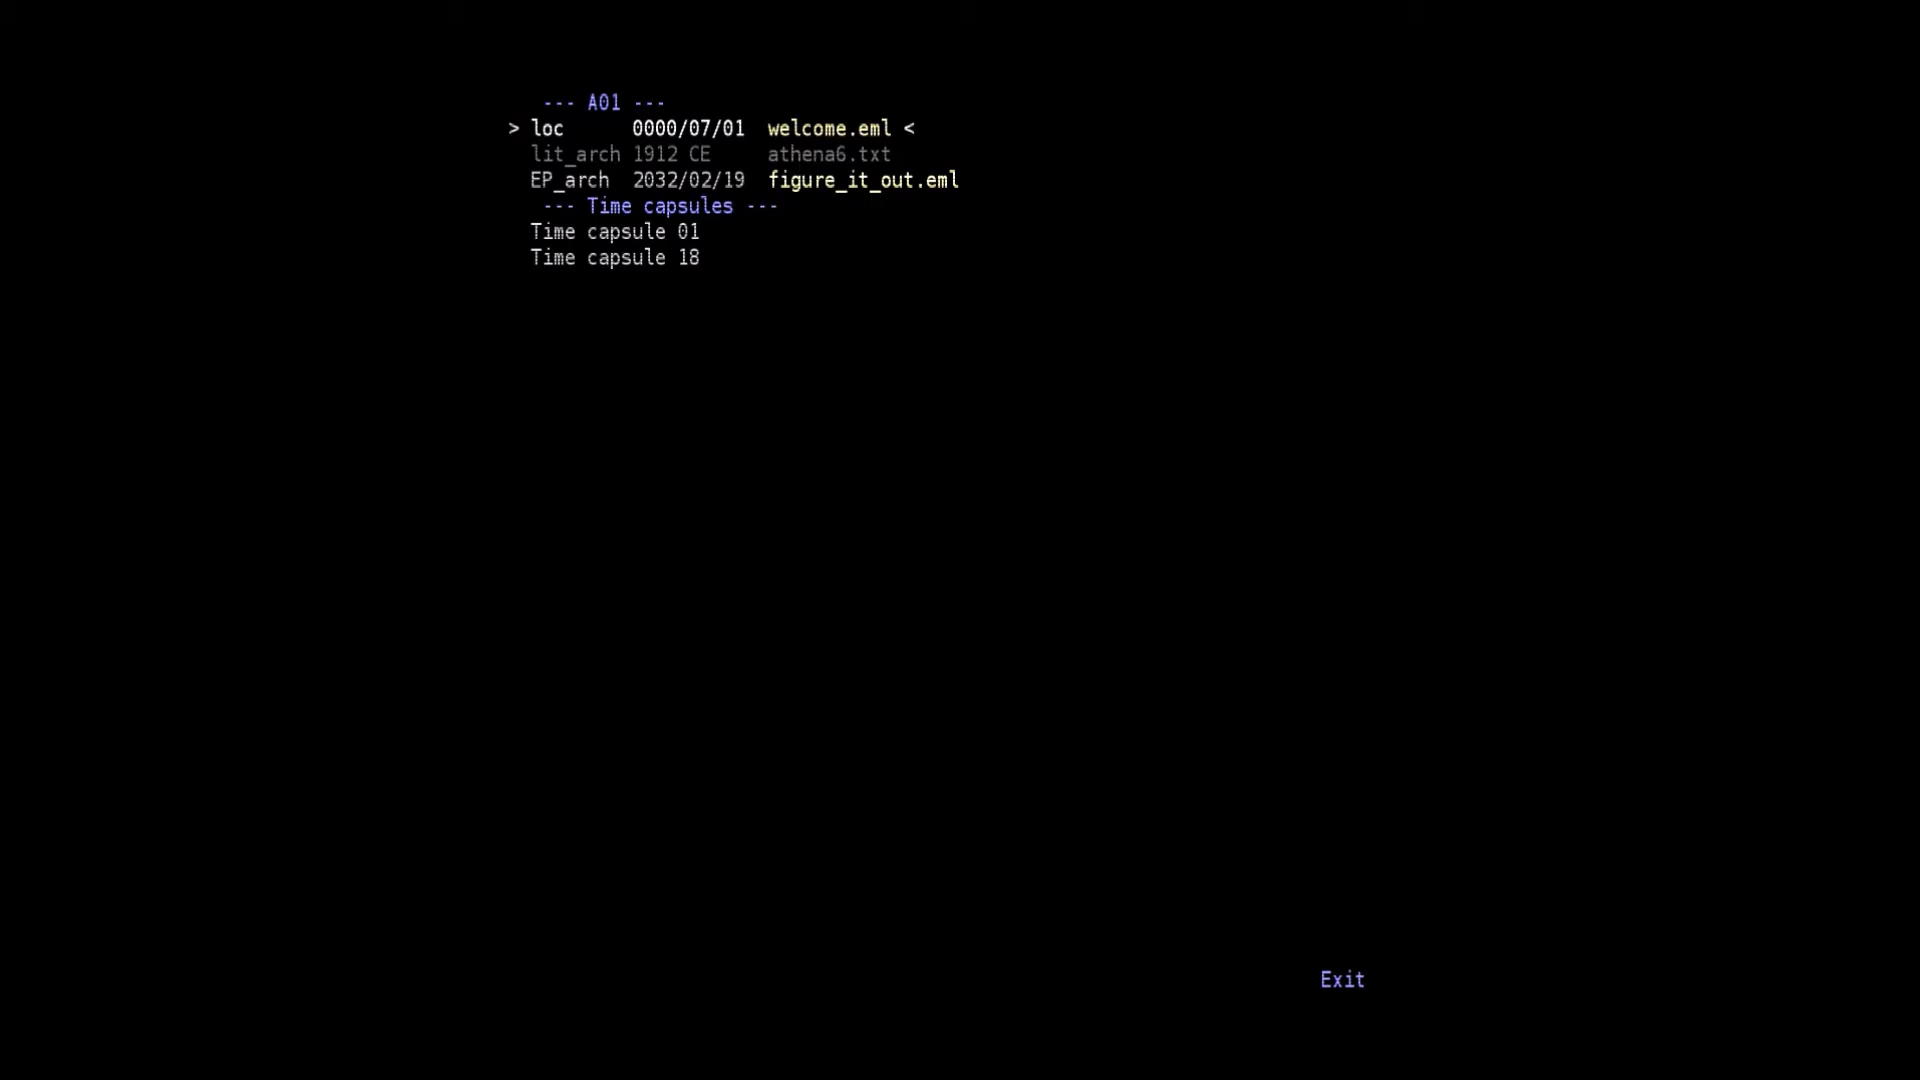 --- A01 ---
> loc 0000/07/01 welcome.eml <
lit_arch 1912 CE athena6.txt
EP_arch 2032/02/19 figure_it_out.eml
--- Time capsules ---
Time capsule 01
Time capsule 18
Exit